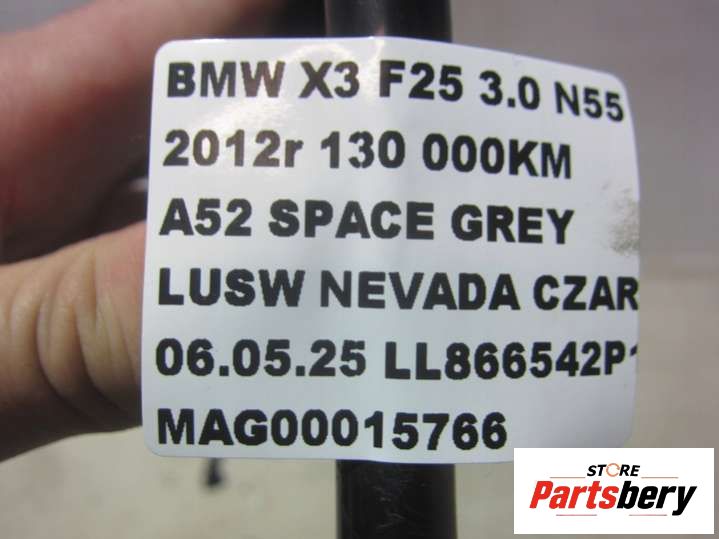 BMW X3 F25 3.0 N55
2012r 130 000KM
A52 SPACE GREY
LUSW NEVADA CZAR
06.05.25 LL866542P1
MAG00015766
STORE
Partsbery